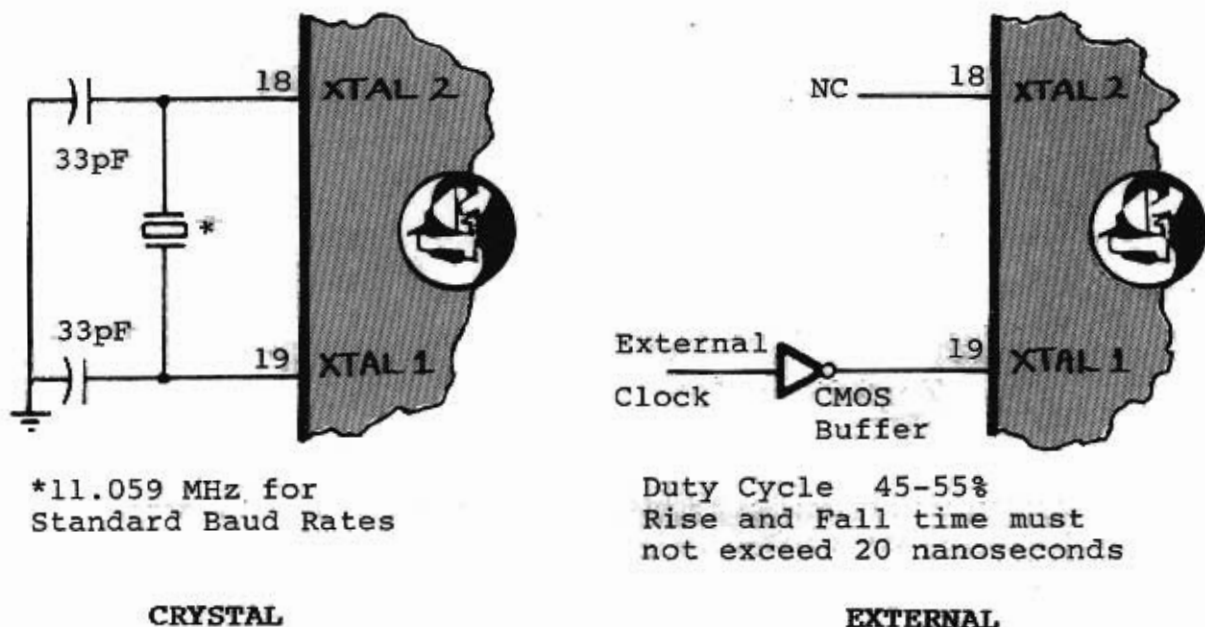 18
XTAL 2
33pF
*
33pF
19
XTAL 1
*11.059 MHz for
Standard Baud Rates
CRYSTAL
NC
18
XTAL 2
External
Clock
19
XTAL 1
CMOS
Buffer
Duty Cycle 45-55%
Rise and Fall time must
not exceed 20 nanoseconds
EXTERNAL